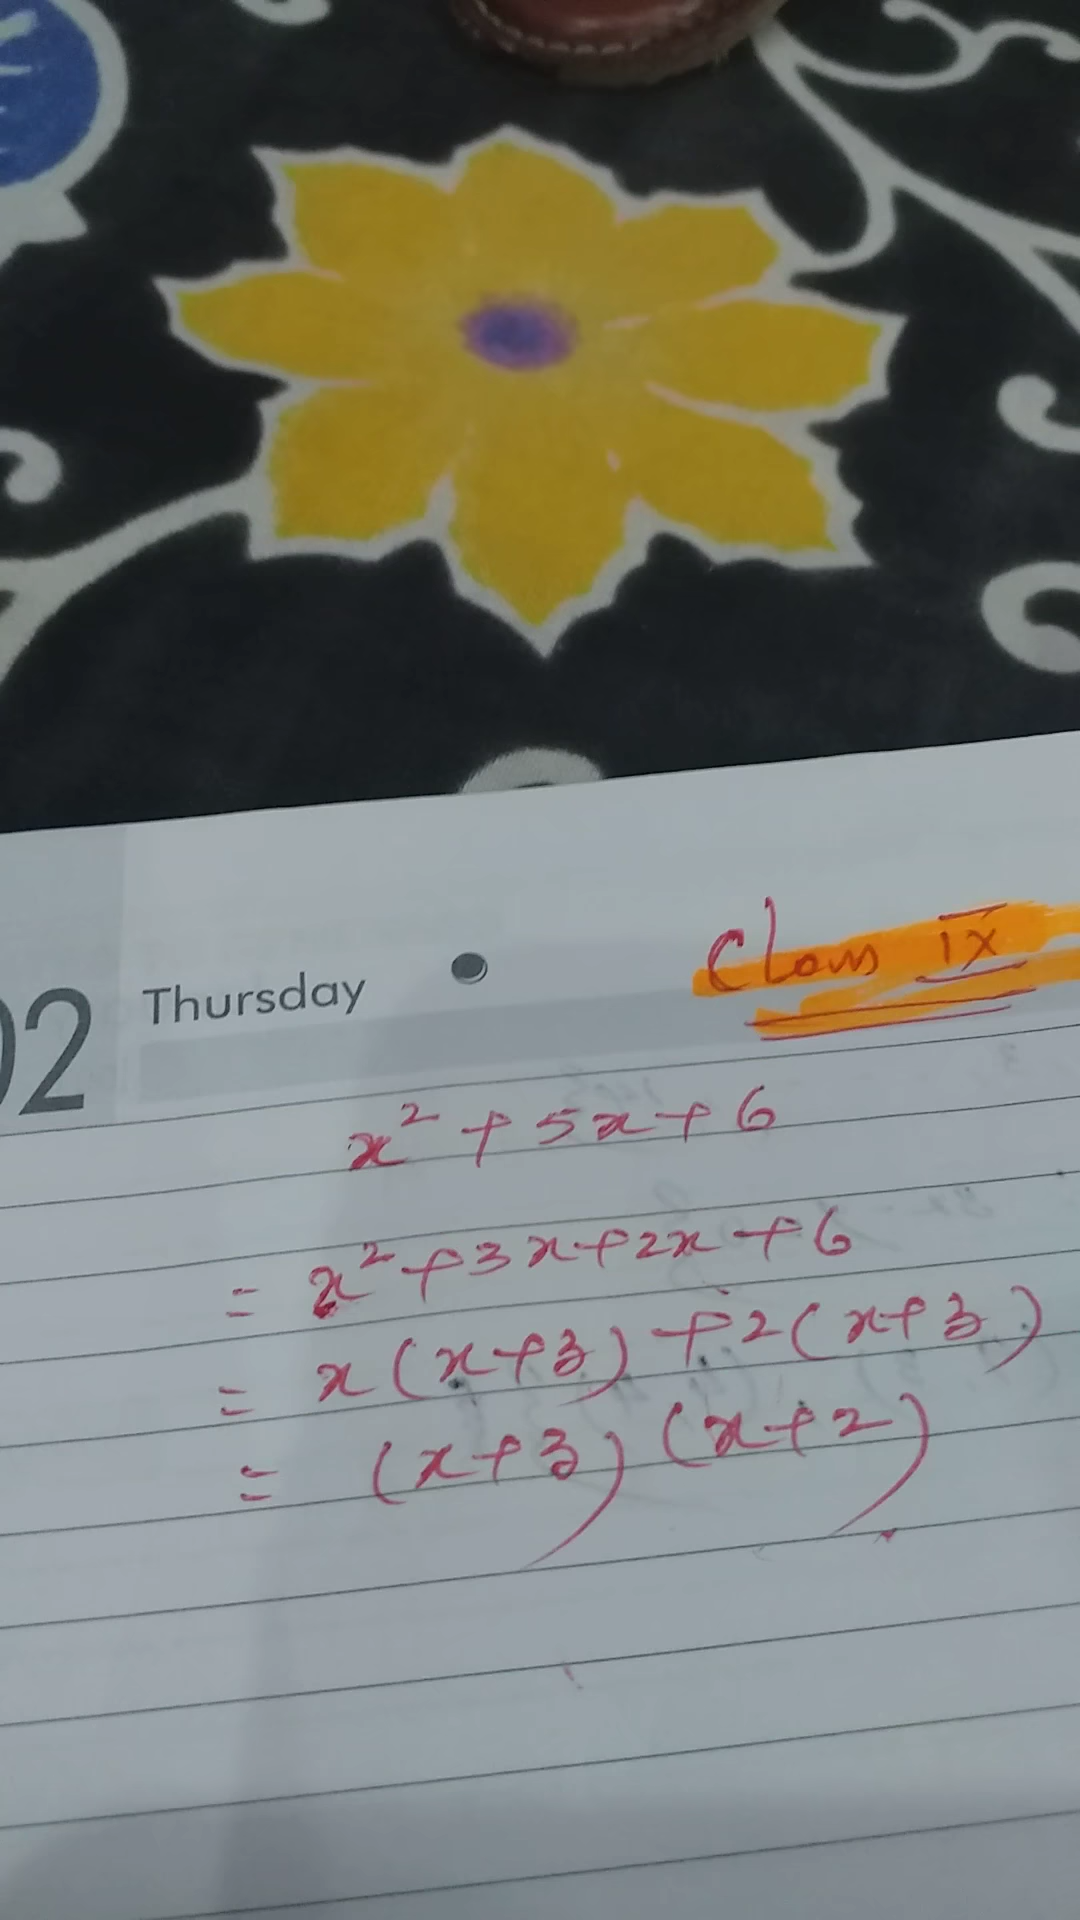 02 Thursday
Class IX
x² + 5x + 6
= x² + 3x + 2x + 6
= x (x+3) + 2 (x+3)
= (x+3) (x+2)